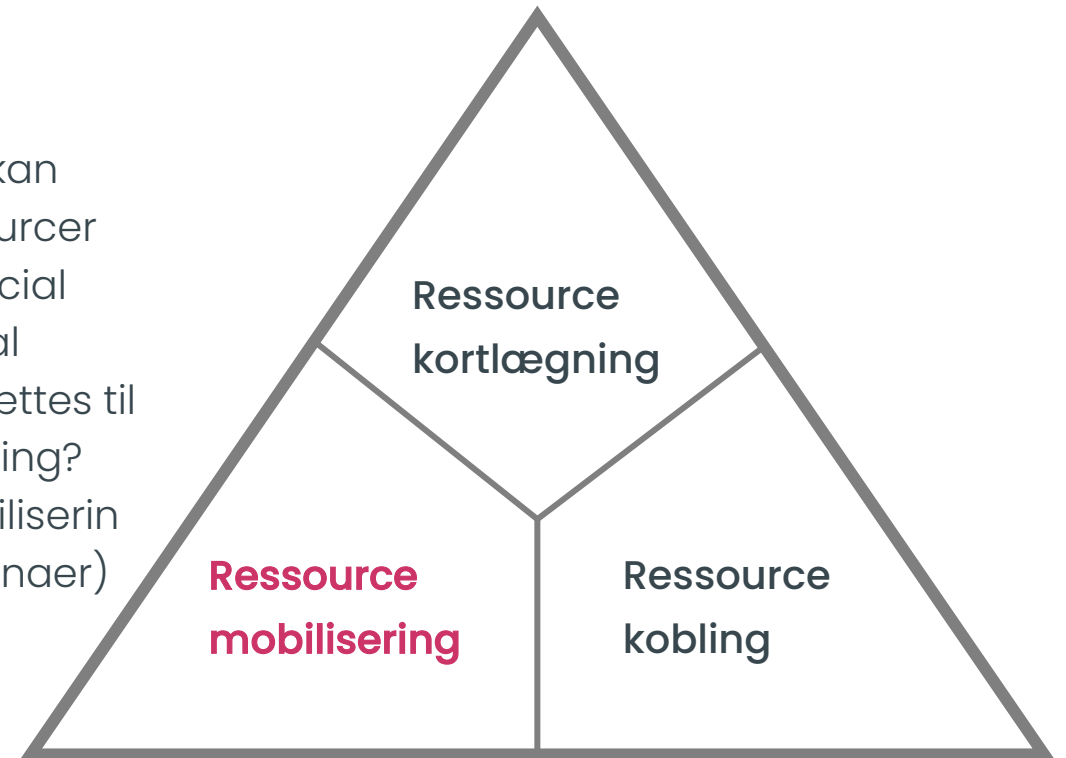 kan
urcer
cial
al
ettes til
ing?
iliserin
naer)
Ressource
kortlægning
Ressource
mobilisering
Ressource
kobling